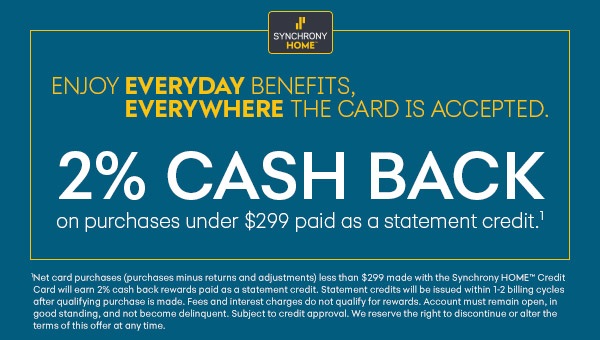 SYNCHRONY
HOME™
ENJOY EVERYDAY BENEFITS,
EVERYWHERE THE CARD IS ACCEPTED.
2% CASH BACK
on purchases under $299 paid as a statement credit.¹
¹Net card purchases (purchases minus returns and adjustments) less than $299 made with the Synchrony HOME™ Credit
Card will earn 2% cash back rewards paid as a statement credit. Statement credits will be issued within 1-2 billing cycles
after qualifying purchase is made. Fees and interest charges do not qualify for rewards. Account must remain open, in
good standing, and not become delinquent. Subject to credit approval. We reserve the right to discontinue or alter the
terms of this offer at any time.